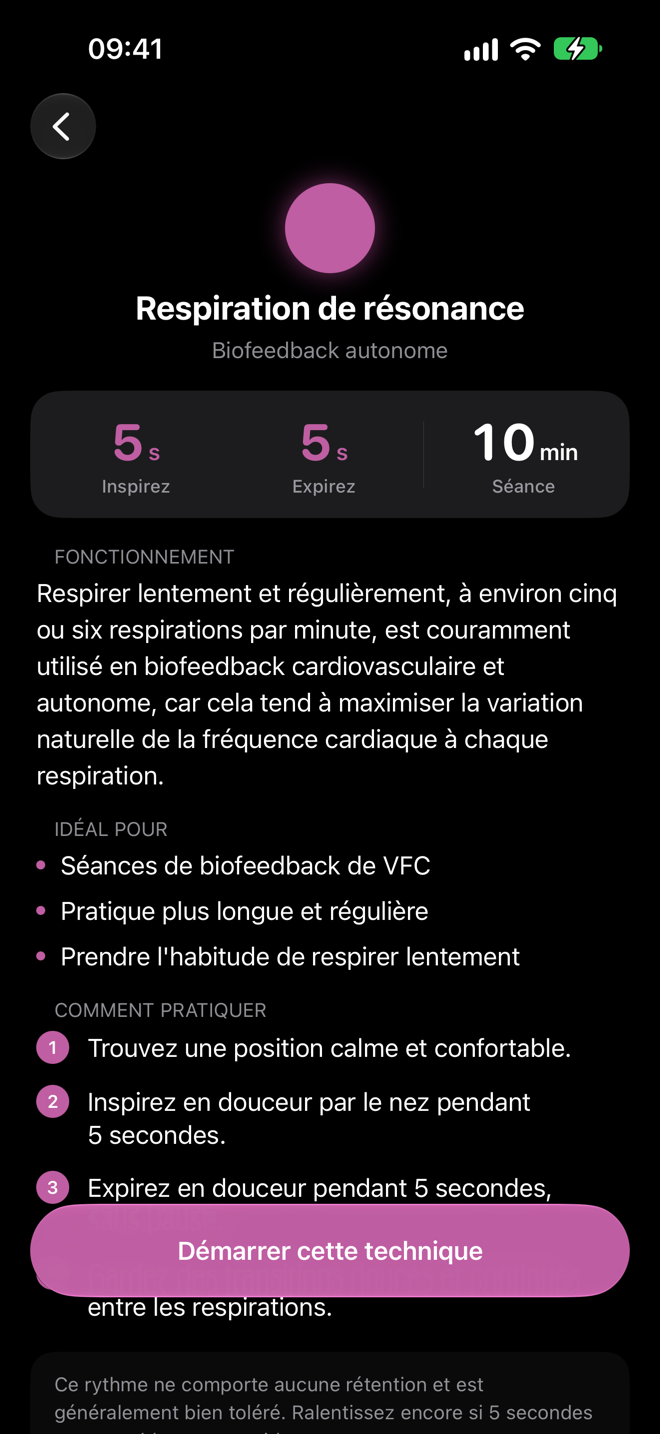 09:41
Respiration de résonance
Biofeedback autonome
5 s
Inspirez
5 s
Expirez
10 min
Séance
FONCTIONNEMENT
Respirer lentement et régulièrement, à environ cinq
ou six respirations par minute, est couramment
utilisé en biofeedback cardiovasculaire et
autonome, car cela tend à maximiser la variation
naturelle de la fréquence cardiaque à chaque
respiration.
IDÉAL POUR
• Séances de biofeedback de VFC
• Pratique plus longue et régulière
• Prendre l'habitude de respirer lentement
COMMENT PRATIQUER
1 Trouvez une position calme et confortable.
2 Inspirez en douceur par le nez pendant
5 secondes.
3 Expirez en douceur pendant 5 secondes,
Démarrer cette technique
entre les respirations.
Ce rythme ne comporte aucune rétention et est
généralement bien toléré. Ralentissez encore si 5 secondes